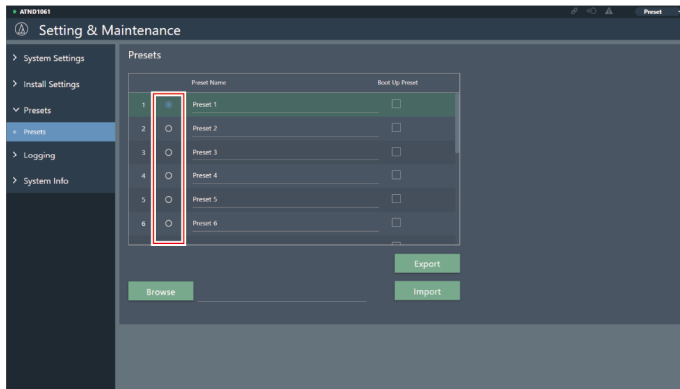 ATND1061
Preset
Setting & Maintenance
System Settings
Install Settings
Presets
Presets
Logging
System Info
Presets
Preset Name Boot Up Preset
1 Preset 1
2 Preset 2
3 Preset 3
4 Preset 4
5 Preset 5
6 Preset 6
Export
Browse Import